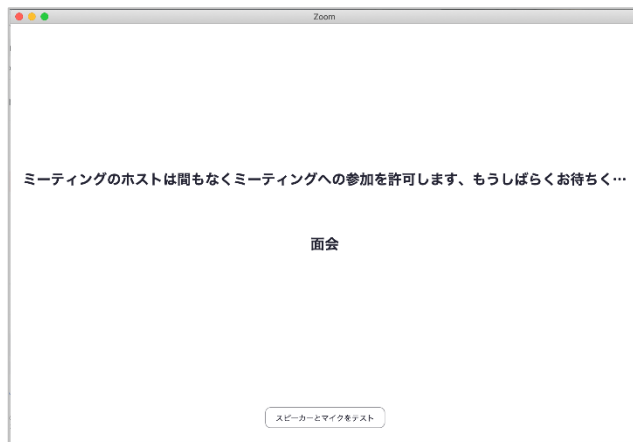 Zoom
ミーティングのホストは間もなくミーティングへの参加を許可します、もうしばらくお待ちく…
面会
スピーカーとマイクをテスト